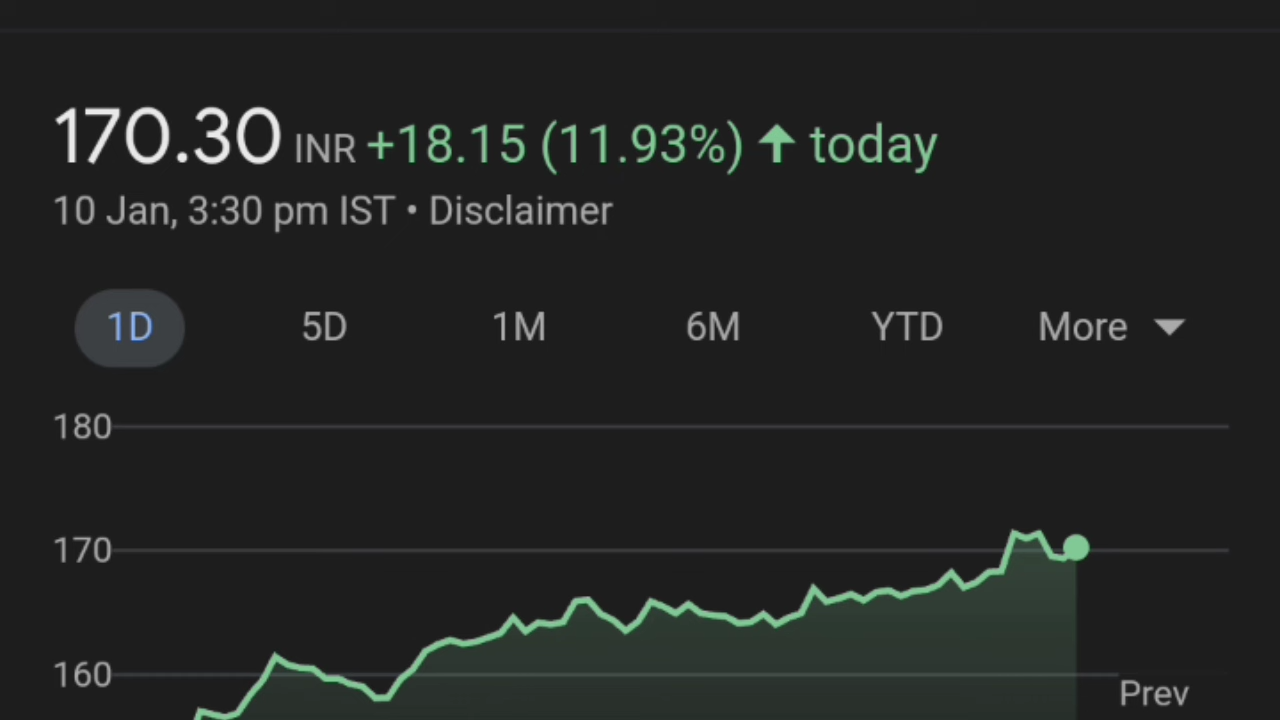 170.30 INR +18.15 (11.93%) ↑ today
10 Jan, 3:30 pm IST • Disclaimer
1D 5D 1M 6M YTD More
180
170
160
Prev